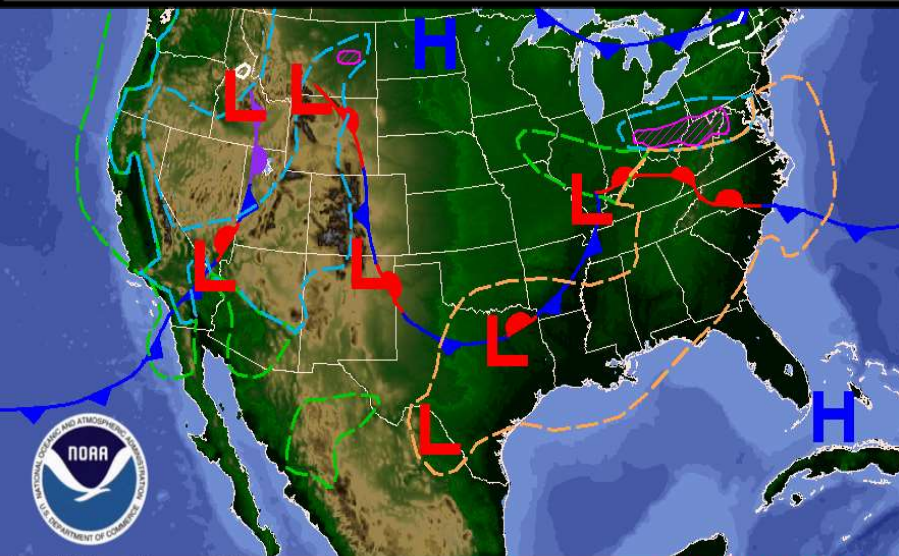 H
L
L
L
L
L
L
L
H
NATIONAL OCEANIC AND ATMOSPHERIC ADMINISTRATION
NOAA
U.S. DEPARTMENT OF COMMERCE